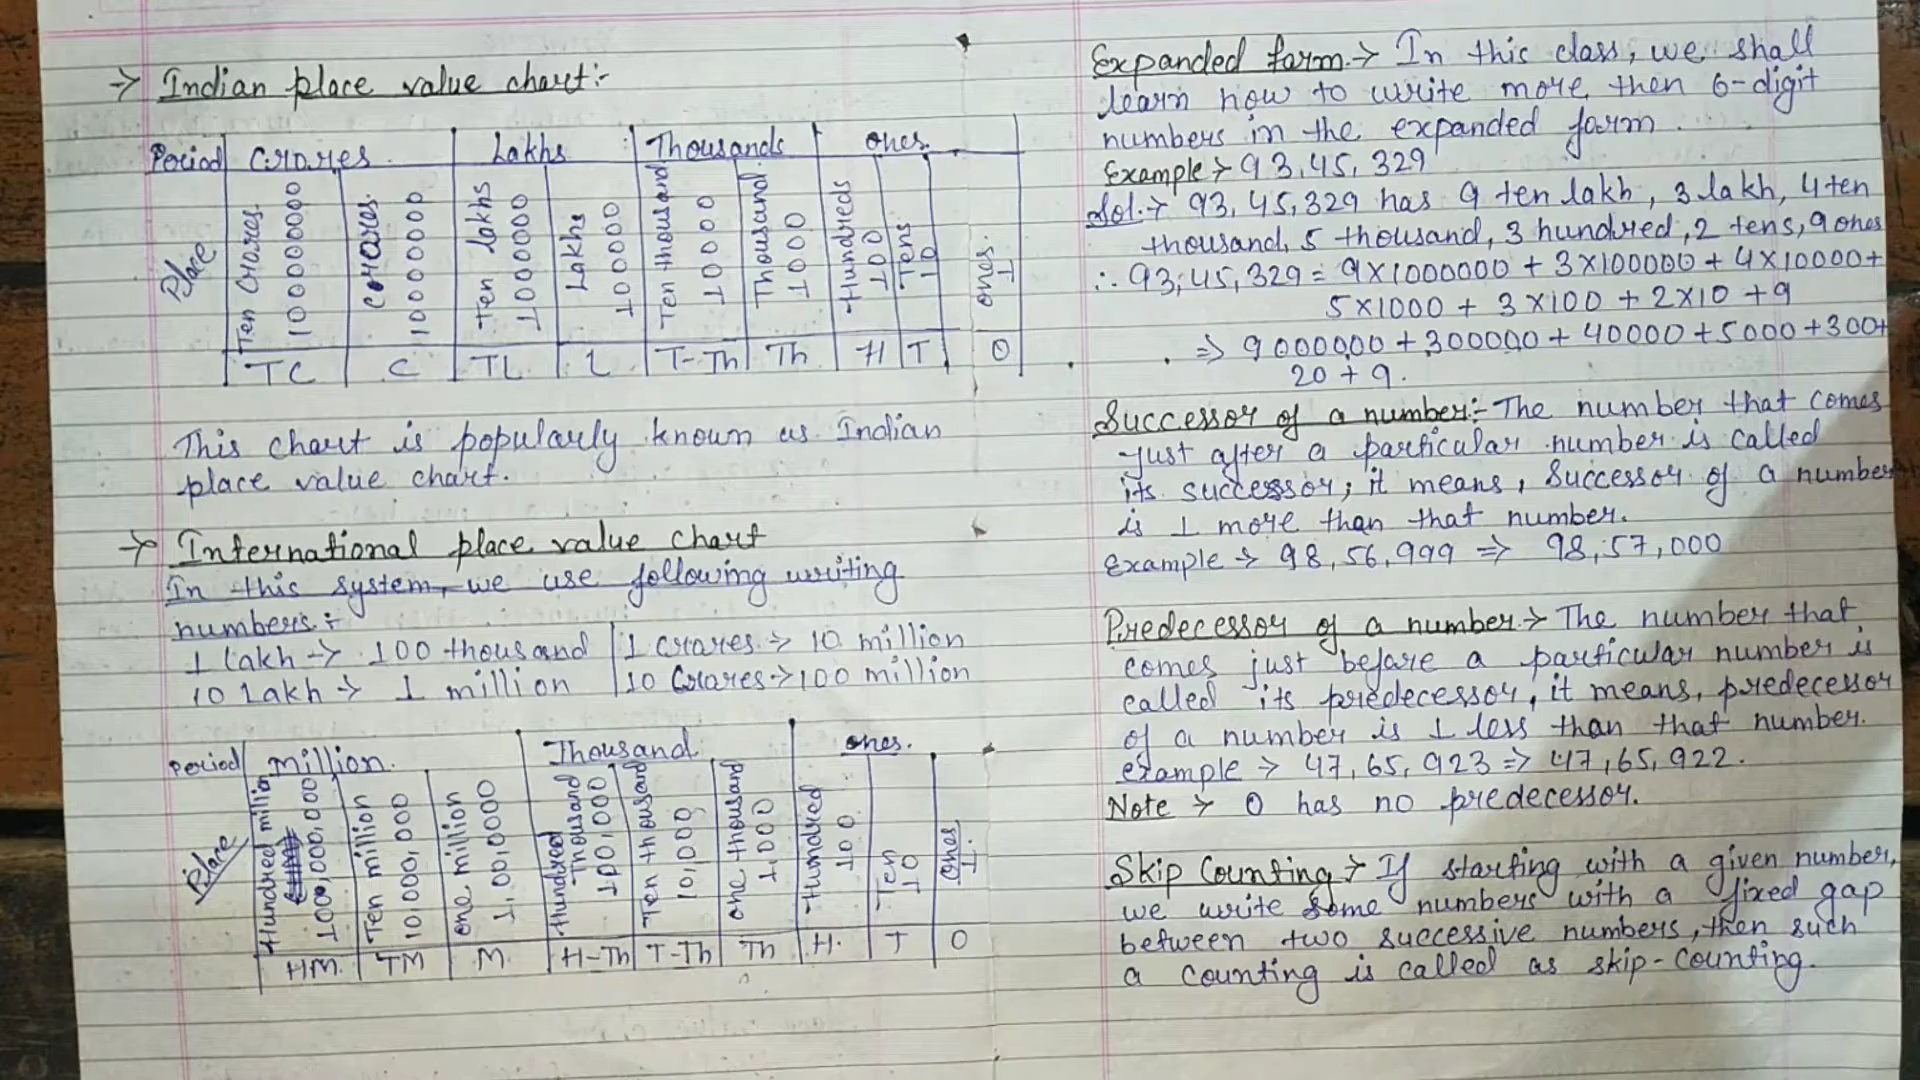 → Indian place value chart:-
Period Crores Lakhs Thousands ones.
Place
Ten Crores 100000000
Crores. 10000000
Ten lakhs 1000000
Lakhs 100000
Ten thousand 10000
Thousand 1000
Hundreds 100
Tens 10
ones. 1
TC C TL L T-Th Th H T O
This chart is popularly known as Indian
place value chart.
→ International place value chart
In this system, we use following writing
numbers:-
1 Lakh → 100 thousand | 1 crores → 10 million
10 Lakh → 1 million | 10 Crores → 100 million
Period million. Thousand ones.
Place
Hundred million 100,000,000
Ten million 10,000,000
one million 1,00,0000
Hundred Thousand 100,000
Ten thousand 10,000
one thousand 1,000
Hundred 100
Ten 10
Ones 1.
HM. TM M. H-Th T-Th Th H. T O
Expanded form → In this class, we shall
learn how to write more then 6-digit
numbers in the expanded form.
Example → 93,45,329
Sol. → 93,45,329 has 9 ten lakh, 3 lakh, 4 ten
thousand, 5 thousand, 3 hundred, 2 tens, 9 ones
∴ 93,45,329 = 9×1000000 + 3×100000 + 4×10000+
5×1000 + 3×100 + 2×10 + 9
⇒ 9000000 + 300000 + 40000 + 5000 + 300+
20 + 9.
Successor of a number:- The number that comes
just after a particular number is called
its successor; it means, Successor of a number
is 1 more than that number.
Example → 98,56,999 ⇒ 98,57,000
Predecessor of a number → The number that
comes just before a particular number is
called its predecessor, it means, predecessor
of a number is 1 less than that number.
example → 47,65,923 ⇒ 47,65,922.
Note → 0 has no predecessor.
Skip Counting → If starting with a given number,
we write some numbers with a fixed gap
between two successive numbers, then such
a counting is called as skip-counting.